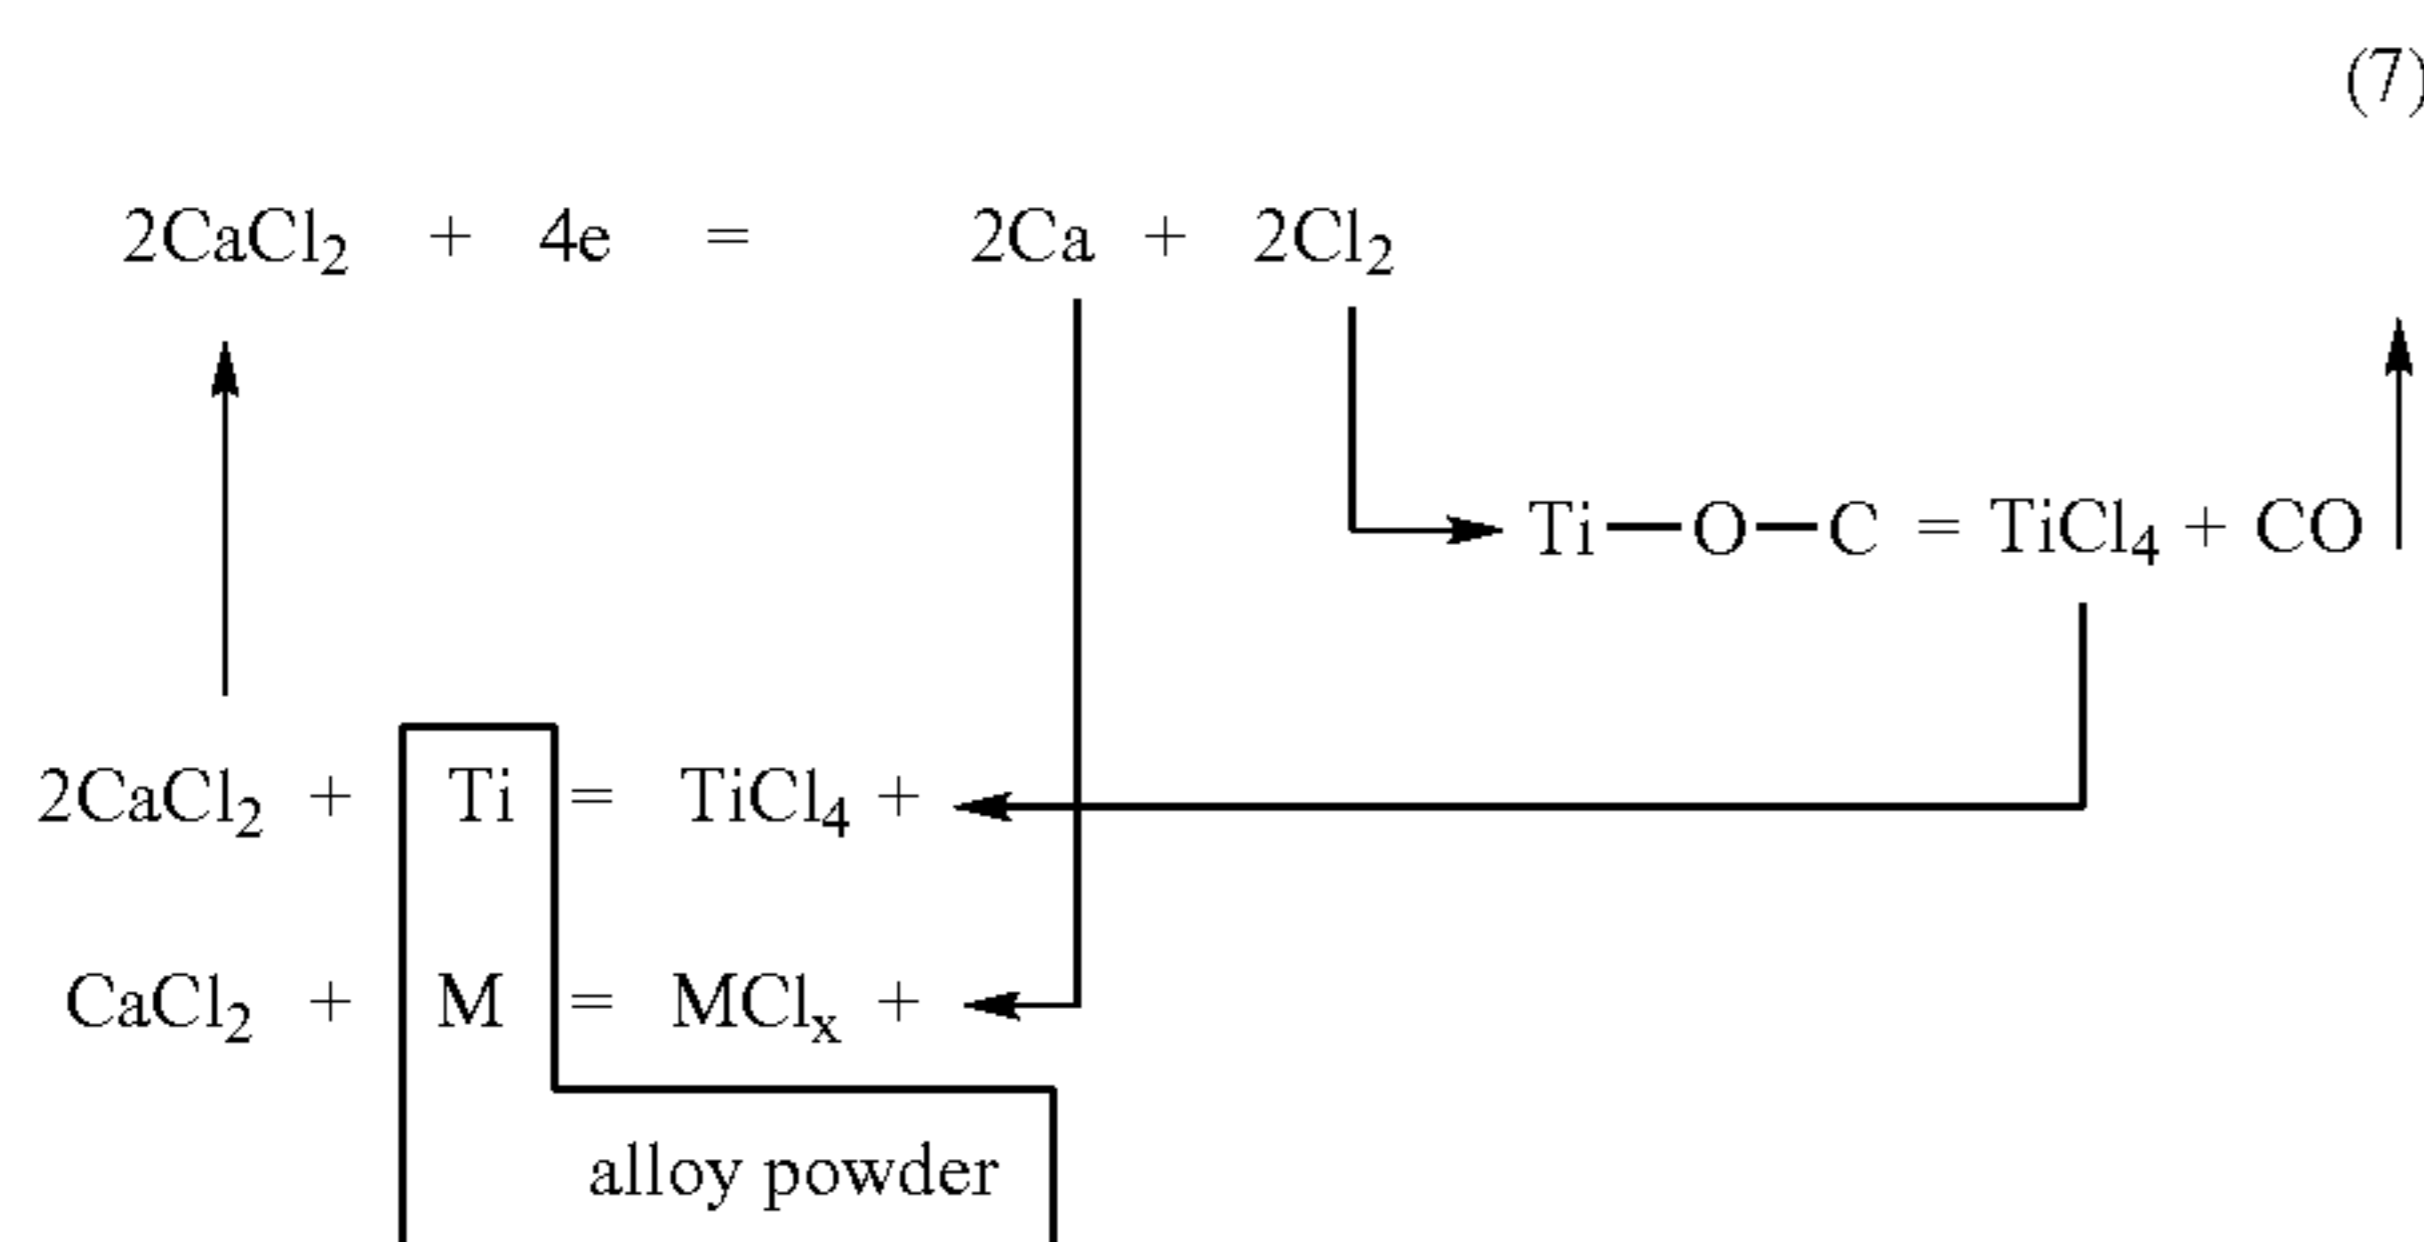 (7)
2CaCl₂ + 4e = 2Ca + 2Cl₂
Ti—O—C = TiCl₄ + CO
2CaCl₂ + Ti = TiCl₄ +
CaCl₂ + M = MClₓ +
alloy powder